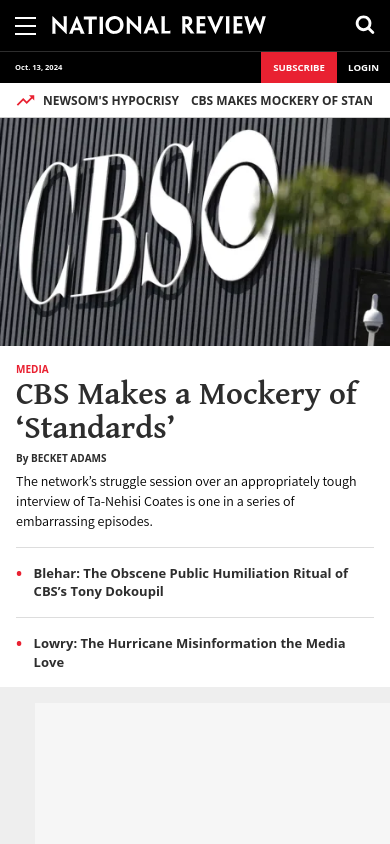 NATIONAL REVIEW
Oct. 13, 2024
SUBSCRIBE
LOGIN
NEWSOM'S HYPOCRISY CBS MAKES MOCKERY OF STAN
CBS
MEDIA
CBS Makes a Mockery of
‘Standards’
By BECKET ADAMS
The network’s struggle session over an appropriately tough
interview of Ta-Nehisi Coates is one in a series of
embarrassing episodes.
• Blehar: The Obscene Public Humiliation Ritual of
CBS’s Tony Dokoupil
• Lowry: The Hurricane Misinformation the Media
Love